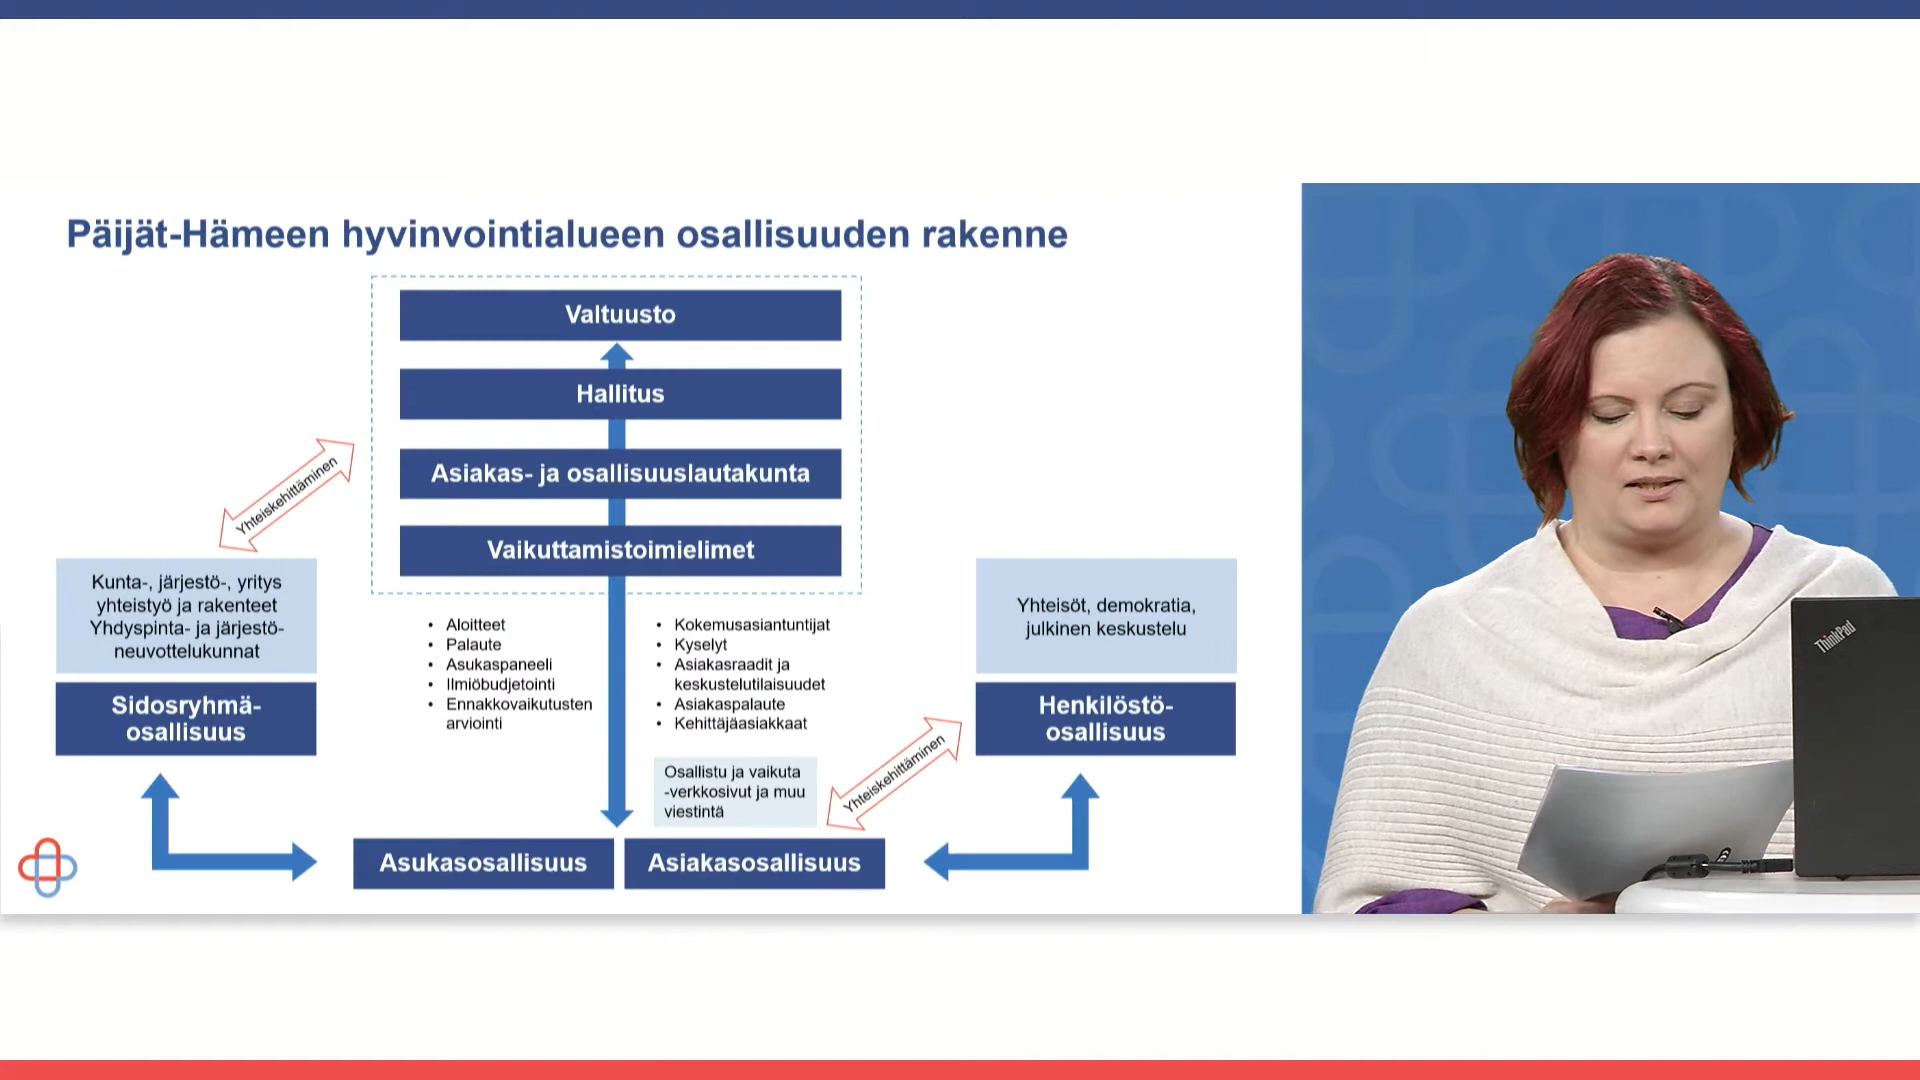 Päijät-Hämeen hyvinvointialueen osallisuuden rakenne
Valtuusto
Hallitus
Asiakas- ja osallisuuslautakunta
Vaikuttamistoimielimet
Yhteiskehittäminen
Kunta-, järjestö-, yritys
yhteistyö ja rakenteet
Yhdyspinta- ja järjestö-
neuvottelukunnat
Sidosryhmä-
osallisuus
• Aloitteet
• Palaute
• Asukaspaneeli
• Ilmiöbudjetointi
• Ennakkovaikutusten
arviointi
• Kokemusasiantuntijat
• Kyselyt
• Asiakasraadit ja
keskustelutilaisuudet
• Asiakaspalaute
• Kehittäjäasiakkaat
Osallistu ja vaikuta
-verkkosivut ja muu
viestintä
Yhteiskehittäminen
Yhteisöt, demokratia,
julkinen keskustelu
Henkilöstö-
osallisuus
Asukasosallisuus
Asiakasosallisuus
ThinkPad